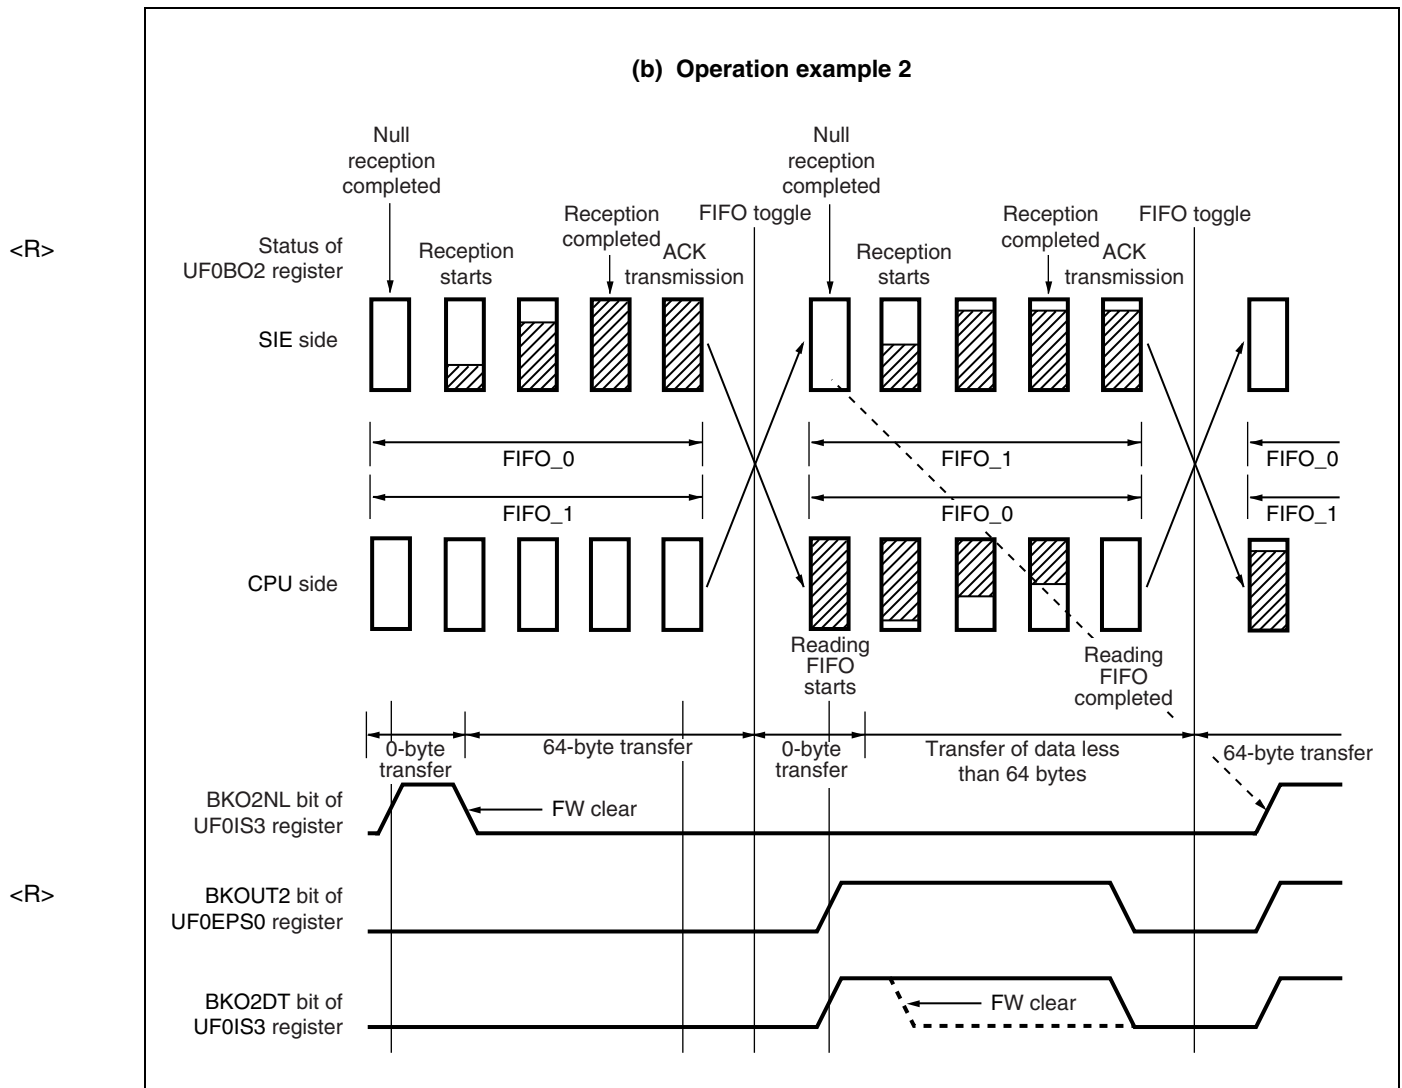 (b) Operation example 2
Null
reception
completed
Null
reception
completed
Reception
completed
FIFO toggle
Reception
completed
FIFO toggle
<R>
Status of
UF0BO2 register
Reception
starts
ACK
transmission
Reception
starts
ACK
transmission
SIE side
FIFO_0
FIFO_1
FIFO_0
FIFO_1
FIFO_0
FIFO_1
CPU side
Reading
FIFO
starts
Reading
FIFO
completed
0-byte
transfer
64-byte transfer
0-byte
transfer
Transfer of data less
than 64 bytes
64-byte transfer
BKO2NL bit of
UF0IS3 register
FW clear
<R>
BKOUT2 bit of
UF0EPS0 register
BKO2DT bit of
UF0IS3 register
FW clear